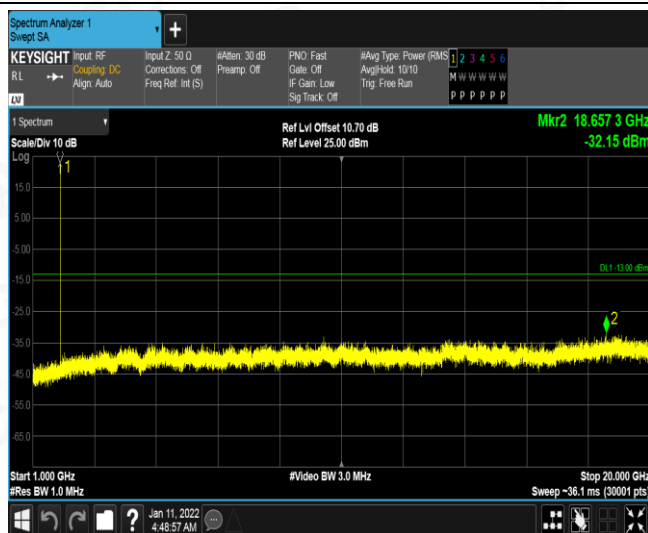 Spectrum Analyzer 1
Swept SA
+
KEYSIGHT
RL
LXI
Input: RF
Coupling: DC
Align: Auto
Input Z: 50 Ω
Corrections: Off
Freq Ref: Int (S)
#Atten: 30 dB
Preamp: Off
PNO: Fast
Gate: Off
IF Gain: Low
Sig Track: Off
#Avg Type: Power (RMS
Avg|Hold: 10/10
Trig: Free Run
1 2 3 4 5 6
M W W W W W
P P P P P P
1 Spectrum
Scale/Div 10 dB
Ref Lvl Offset 10.70 dB
Ref Level 25.00 dBm
Mkr2 18.657 3 GHz
-32.15 dBm
Log
1
15.0
5.00
-5.00
DL1 -13.00 dBm
-15.0
-25.0
2
-35.0
-45.0
-55.0
-65.0
Start 1.000 GHz
#Res BW 1.0 MHz
#Video BW 3.0 MHz
Stop 20.000 GHz
Sweep ~36.1 ms (30001 pts)
?
Jan 11, 2022
4:48:57 AM